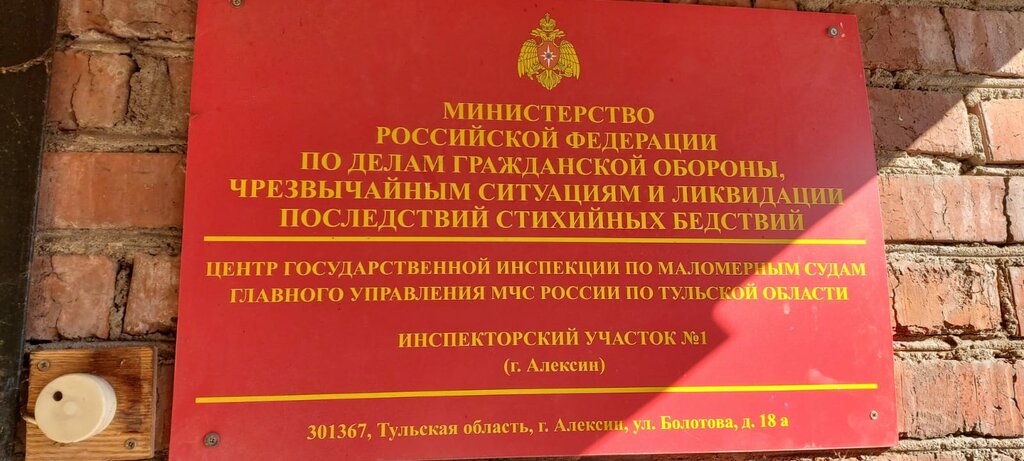 МИНИСТЕРСТВО
РОССИЙСКОЙ ФЕДЕРАЦИИ
ПО ДЕЛАМ ГРАЖДАНСКОЙ ОБОРОНЫ,
ЧРЕЗВЫЧАЙНЫМ СИТУАЦИЯМ И ЛИКВИДАЦИИ
ПОСЛЕДСТВИЙ СТИХИЙНЫХ БЕДСТВИЙ
ЦЕНТР ГОСУДАРСТВЕННОЙ ИНСПЕКЦИИ ПО МАЛОМЕРНЫМ СУДАМ
ГЛАВНОГО УПРАВЛЕНИЯ МЧС РОССИИ ПО ТУЛЬСКОЙ ОБЛАСТИ
ИНСПЕКТОРСКИЙ УЧАСТОК №1
(г. Алексин)
301367, Тульская область, г. Алексин, ул. Болотова, д. 18 а